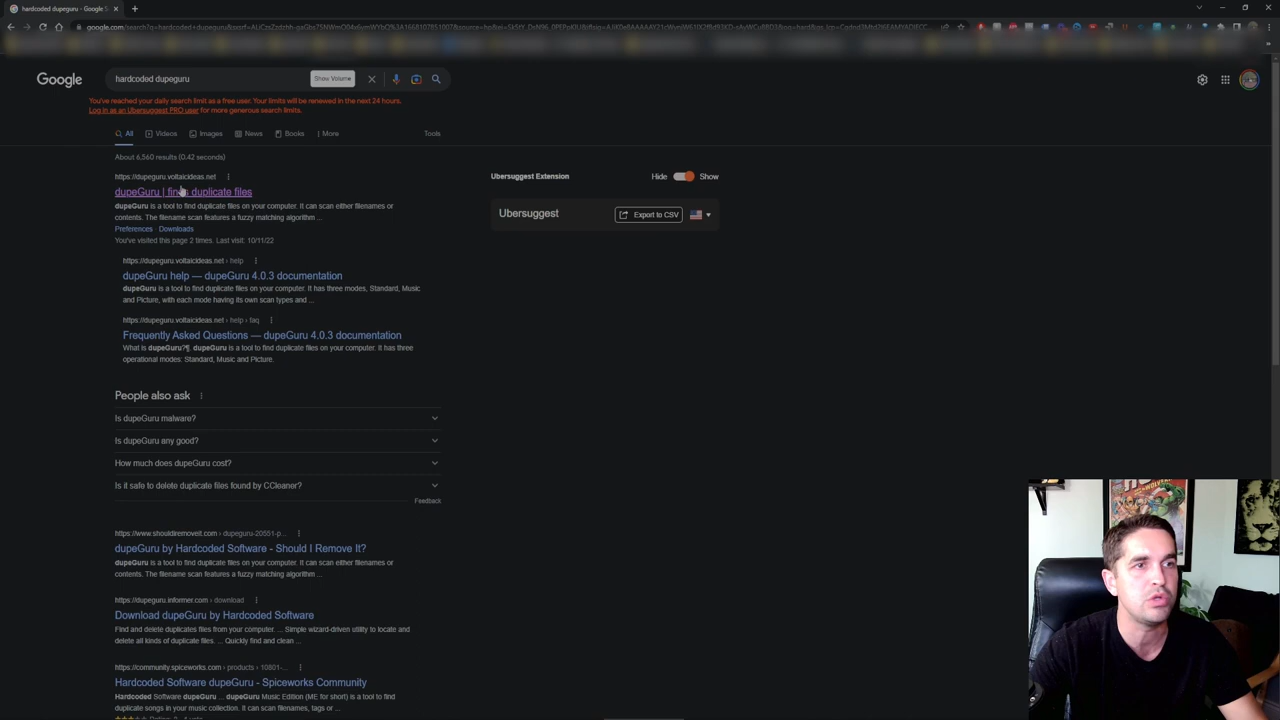 hardcoded dupeguru - Google S
Google
hardcoded dupeguru
Show Volume
You've reached your daily search limit as a free user. Your limits will be renewed in the next 24 hours.
Log in as an Ubersuggest PRO user for more generous search limits.
All
Videos
Images
News
Books
More
Tools
About 6,560 results (0.42 seconds)
https://dupeguru.voltaicideas.net
dupeGuru | finds duplicate files
dupeGuru is a tool to find duplicate files on your computer. It can scan either filenames or
contents. The filename scan features a fuzzy matching algorithm ...
Preferences · Downloads
You've visited this page 2 times. Last visit: 10/11/22
https://dupeguru.voltaicideas.net › help
dupeGuru help — dupeGuru 4.0.3 documentation
dupeGuru is a tool to find duplicate files on your computer. It has three modes, Standard, Music
and Picture, with each mode having its own scan types and ...
https://dupeguru.voltaicideas.net › help › faq
Frequently Asked Questions — dupeGuru 4.0.3 documentation
What is dupeGuru?¶ dupeGuru is a tool to find duplicate files on your computer. It has three
operational modes: Standard, Music and Picture.
People also ask
Is dupeGuru malware?
Is dupeGuru any good?
How much does dupeGuru cost?
Is it safe to delete duplicate files found by CCleaner?
Feedback
https://www.shouldiremoveit.com › dupeguru-20551-p...
dupeGuru by Hardcoded Software - Should I Remove It?
dupeGuru is a tool to find duplicate files on your computer. It can scan either filenames or
contents. The filename scan features a fuzzy matching algorithm ...
https://dupeguru.informer.com › download
Download dupeGuru by Hardcoded Software
Find and delete duplicates files from your computer. ... Simple wizard-driven utility to locate and
delete all kinds of duplicate files. ... Quickly find and clean ...
https://community.spiceworks.com › products › 10801-...
Hardcoded Software dupeGuru - Spiceworks Community
Hardcoded Software dupeGuru ... dupeGuru Music Edition (ME for short) is a tool to find
duplicate songs in your music collection. It can scan filenames, tags or ...
Ubersuggest Extension
Hide
Show
Ubersuggest
Export to CSV
WOLVERINE